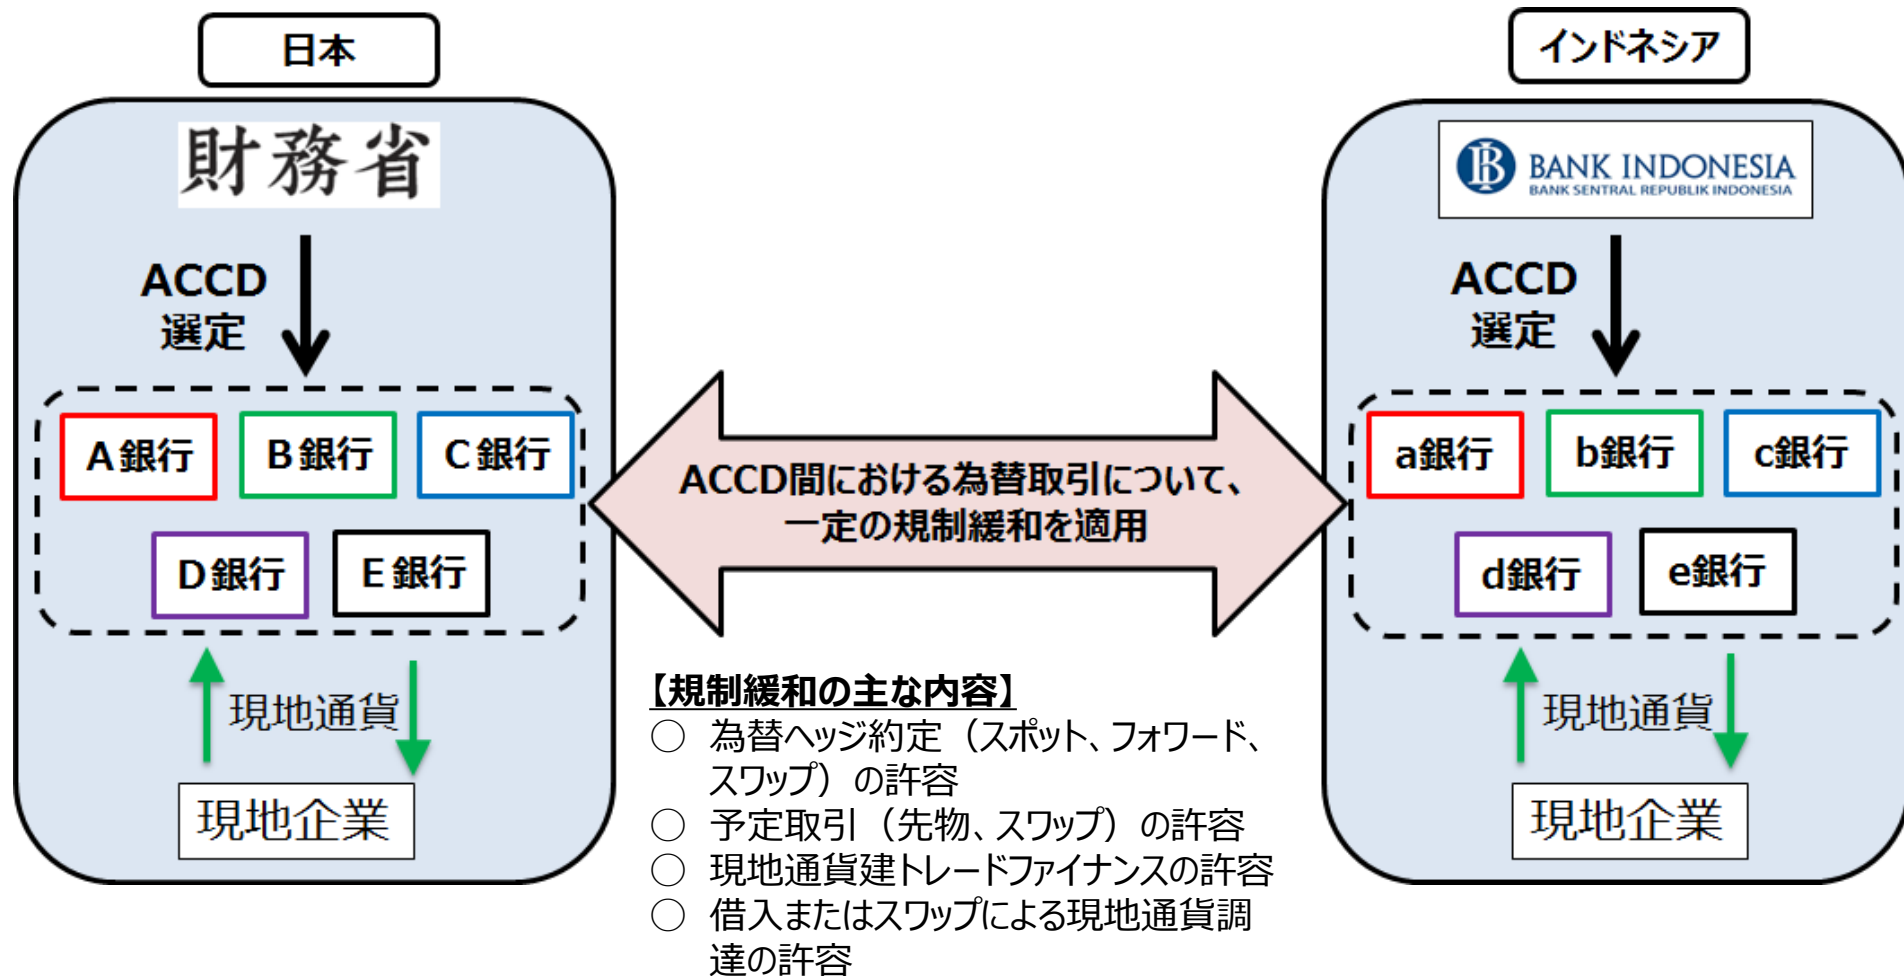 日本
財務省
ACCD
選定
A銀行
B銀行
C銀行
D銀行
E銀行
現地通貨
現地企業
ACCD間における為替取引について、
一定の規制緩和を適用
【規制緩和の主な内容】
○ 為替ヘッジ約定（スポット、フォワード、
スワップ）の許容
○ 予定取引（先物、スワップ）の許容
○ 現地通貨建トレードファイナンスの許容
○ 借入またはスワップによる現地通貨調
達の許容
インドネシア
BANK INDONESIA
BANK SENTRAL REPUBLIK INDONESIA
ACCD
選定
a銀行
b銀行
c銀行
d銀行
e銀行
現地通貨
現地企業